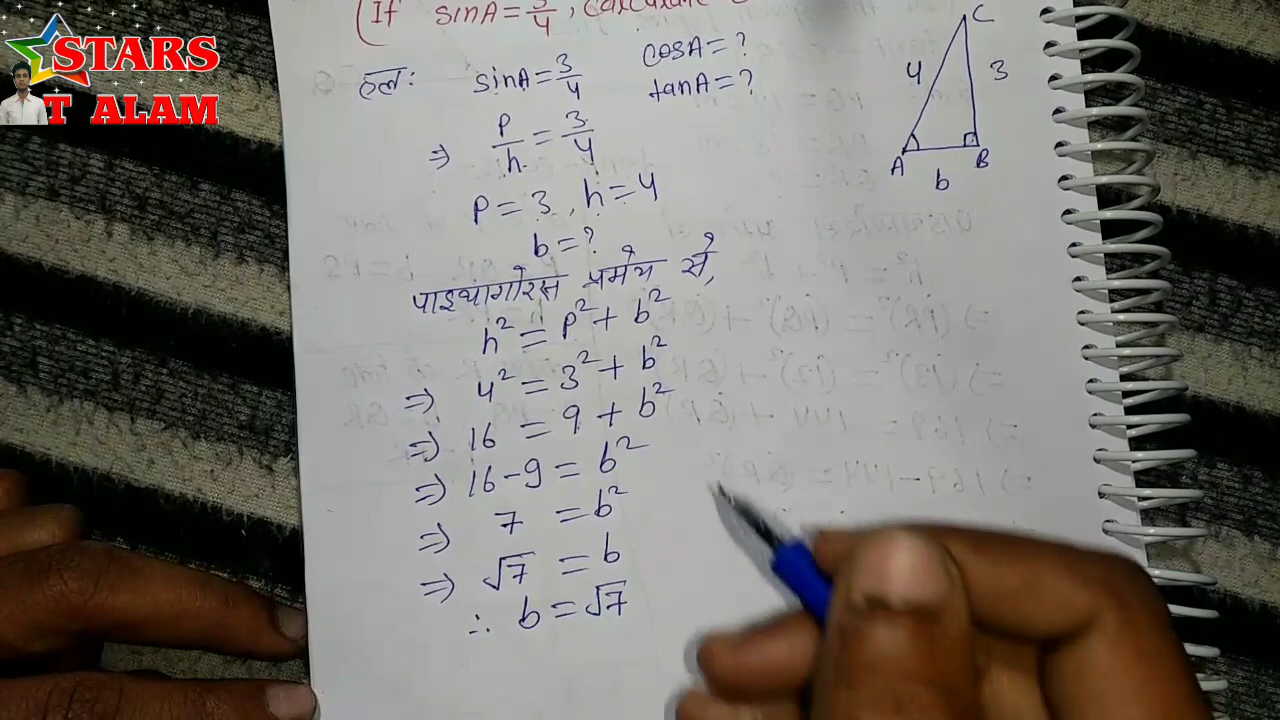 STARS
T ALAM
(If sinA = 3/4, calculate
हल: sinA = 3/4 cosA = ?
tanA = ?
⇒ P/h = 3/4
P = 3, h = 4
b = ?
पाइथागोरस प्रमेय से,
h² = P² + b²
⇒ 4² = 3² + b²
⇒ 16 = 9 + b²
⇒ 16 - 9 = b²
⇒ 7 = b²
⇒ √7 = b
∴ b = √7
C
4 3
A B
b